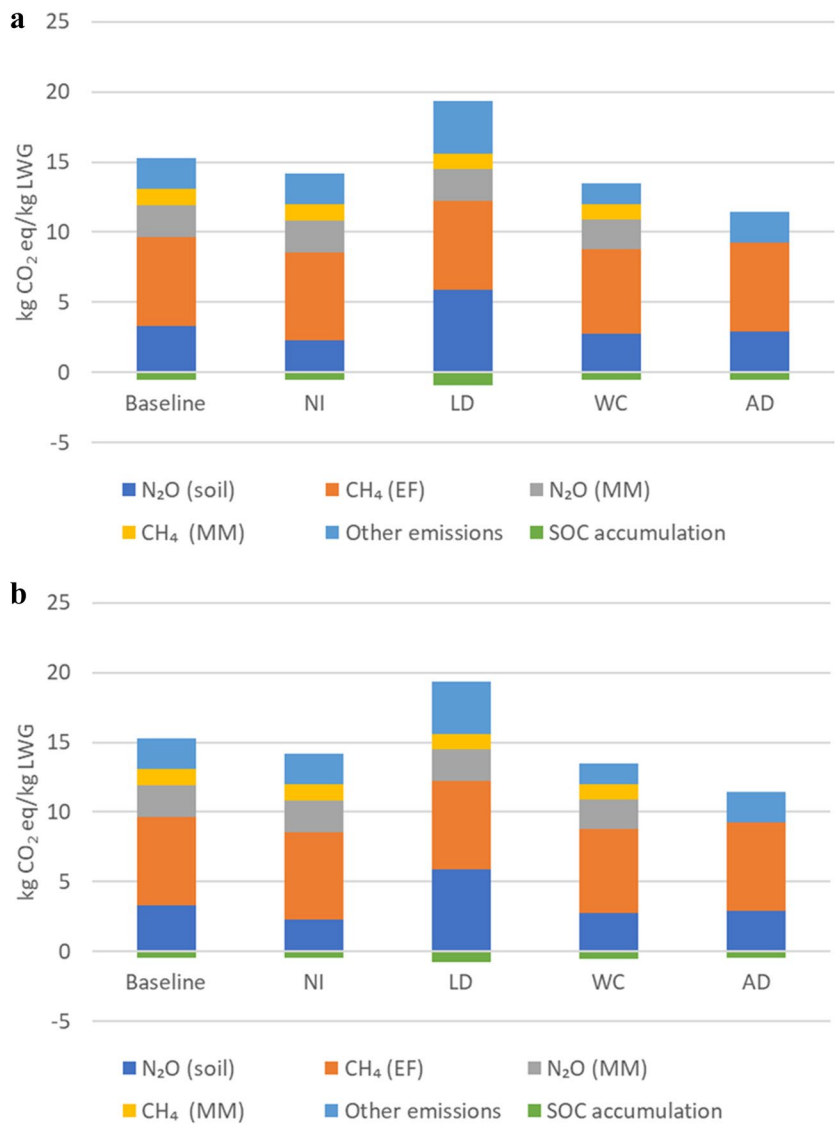 a
25
20
15
10
5
0
-5
kg CO₂ eq/kg LWG
Baseline NI LD WC AD
N₂O (soil) CH₄ (EF) N₂O (MM)
CH₄ (MM) Other emissions SOC accumulation
b
25
20
15
10
5
0
-5
kg CO₂ eq/kg LWG
Baseline NI LD WC AD
N₂O (soil) CH₄ (EF) N₂O (MM)
CH₄ (MM) Other emissions SOC accumulation